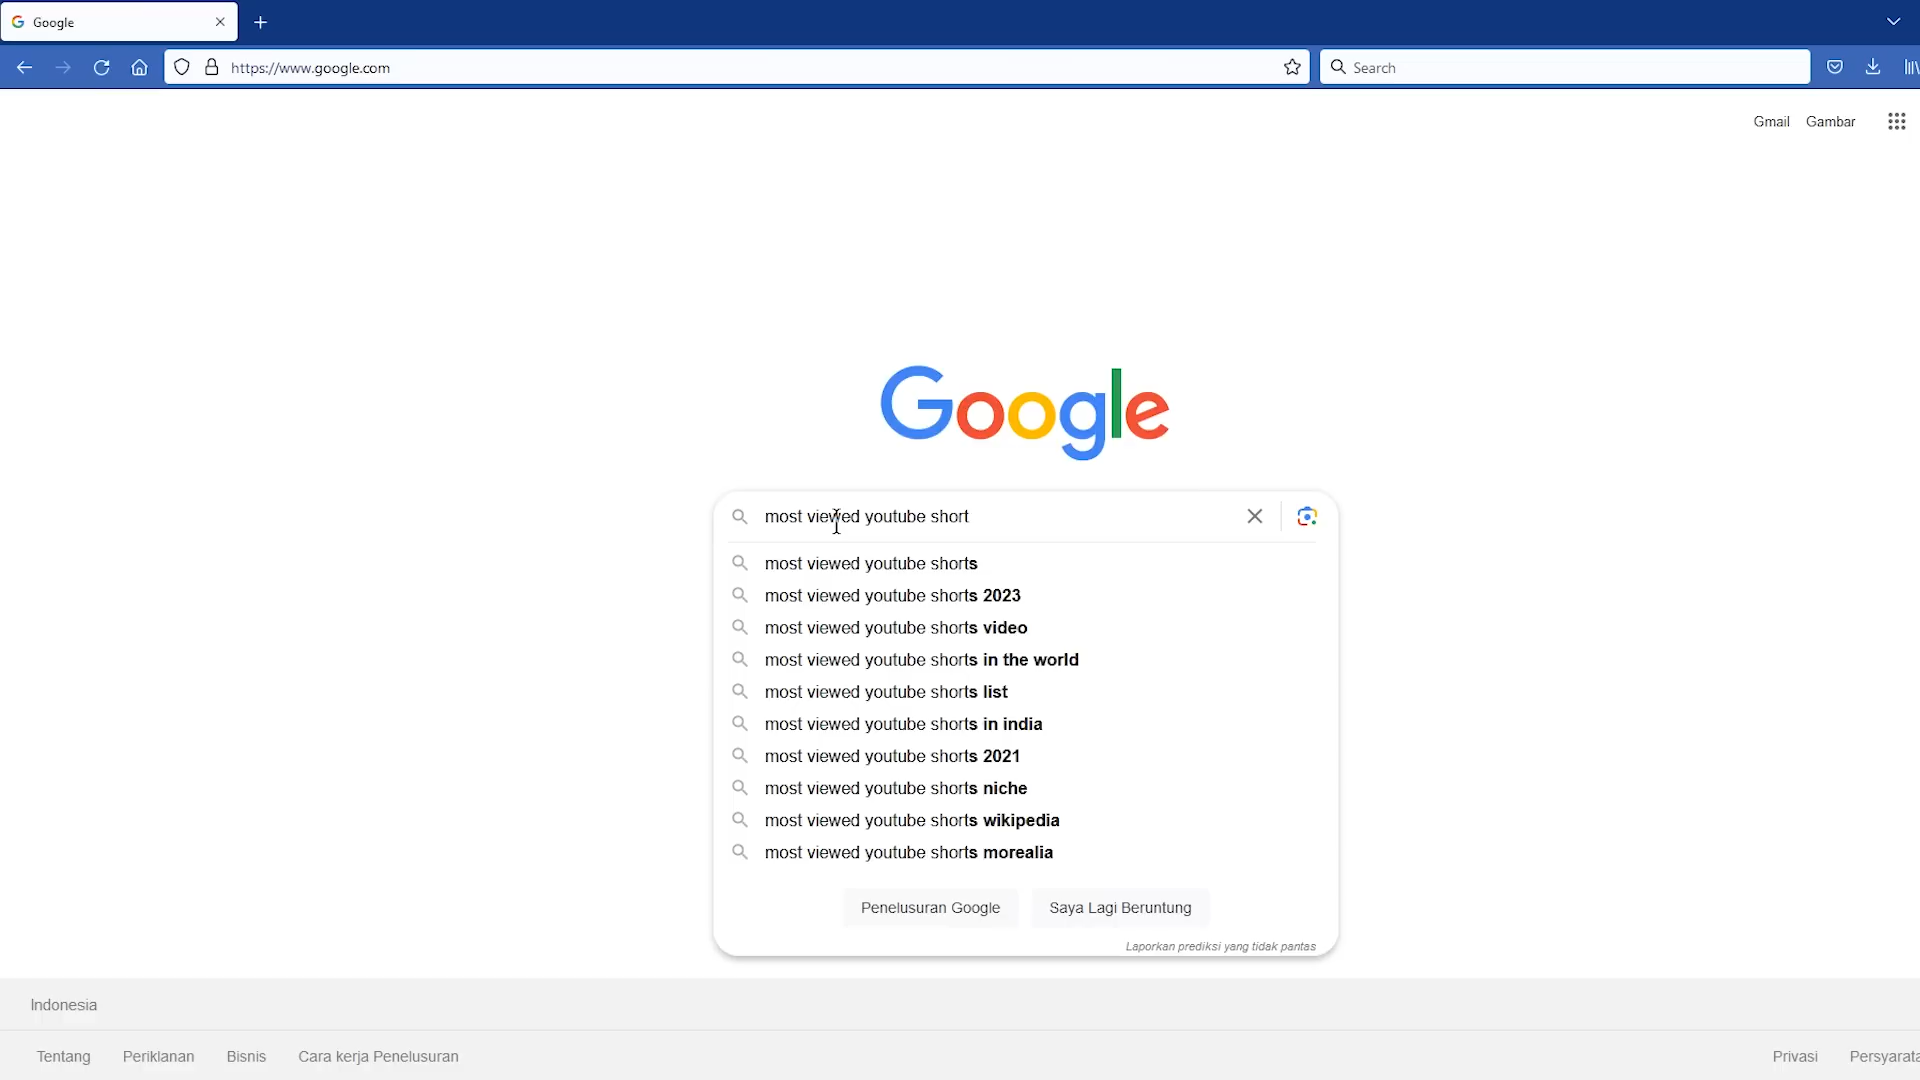 Google
https://www.google.com
Search
Gmail
Gambar
Google
most viewed youtube short
most viewed youtube shorts
most viewed youtube shorts 2023
most viewed youtube shorts video
most viewed youtube shorts in the world
most viewed youtube shorts list
most viewed youtube shorts in india
most viewed youtube shorts 2021
most viewed youtube shorts niche
most viewed youtube shorts wikipedia
most viewed youtube shorts morealia
Penelusuran Google
Saya Lagi Beruntung
Laporkan prediksi yang tidak pantas
Indonesia
Tentang
Periklanan
Bisnis
Cara kerja Penelusuran
Privasi
Persyarata